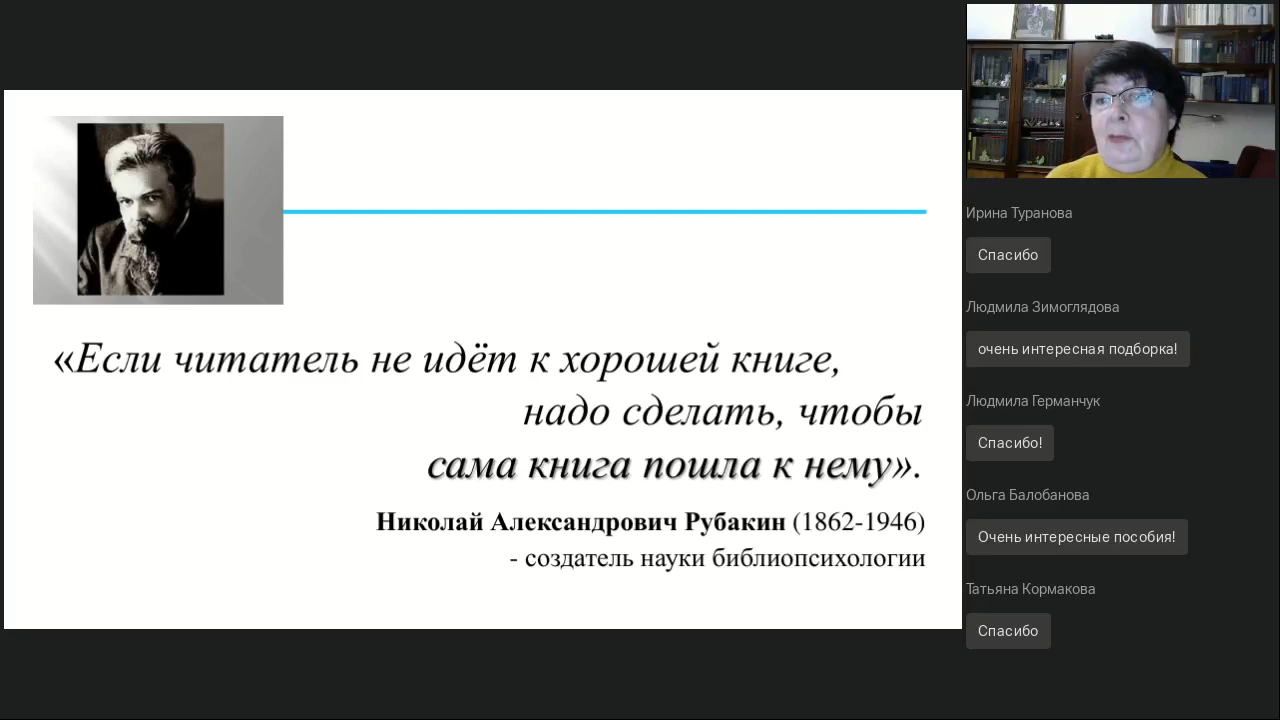 «Если читатель не идёт к хорошей книге,
надо сделать, чтобы
сама книга пошла к нему».
Николай Александрович Рубакин (1862-1946)
- создатель науки библиопсихологии
Ирина Туранова
Спасибо
Людмила Зимоглядова
очень интересная подборка!
Людмила Германчук
Спасибо!
Ольга Балобанова
Очень интересные пособия!
Татьяна Кормакова
Спасибо